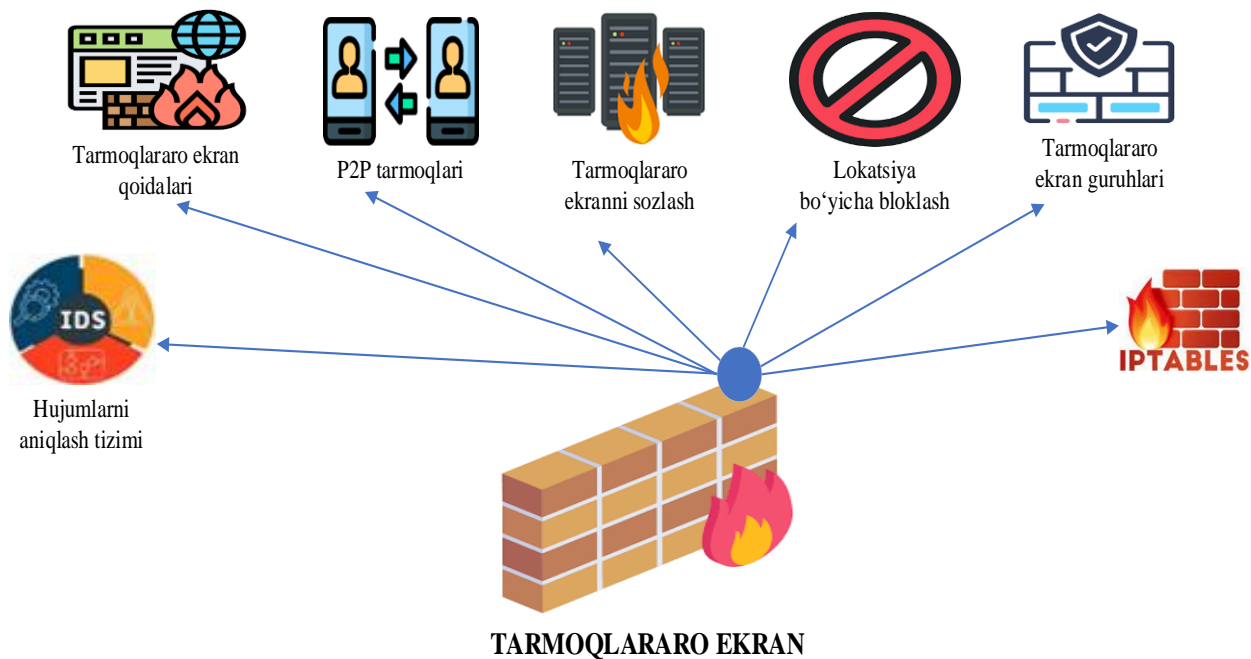 Tarmoqlararo ekran
qoidalari
P2P tarmoqlari
Tarmoqlararo
ekranni sozlash
Lokatsiya
bo‘yicha bloklash
Tarmoqlararo
ekran guruhlari
IDS
Hujumlarni
aniqlash tizimi
IPTABLES
TARMOQLARARO EKRAN